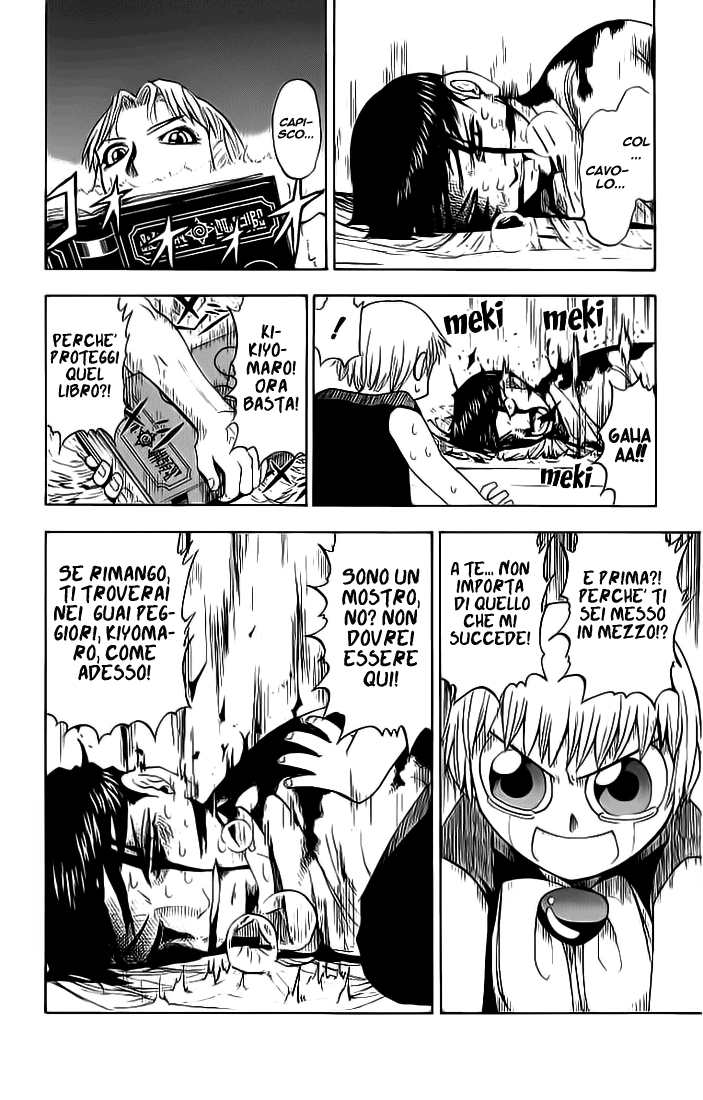 COL
...
CAVO-
LO...
CAPI-
SCO...
meki
meki
!
GAHA
AA!!
meki
KI-
KIYO-
MARO!
ORA
BASTA!
PERCHE'
PROTEGGI
QUEL
LIBRO?!
E PRIMA?!
PERCHE' TI
SEI MESSO
IN MEZZO!?
A TE... NON
IMPORTA
DI QUELLO
CHE MI
SUCCEDE!
SONO UN
MOSTRO,
NO? NON
DOVREI
ESSERE
QUI!
SE RIMANGO,
TI TROVERAI
NEI GUAI PEG-
GIORI, KIYOMA-
RO, COME
ADESSO!